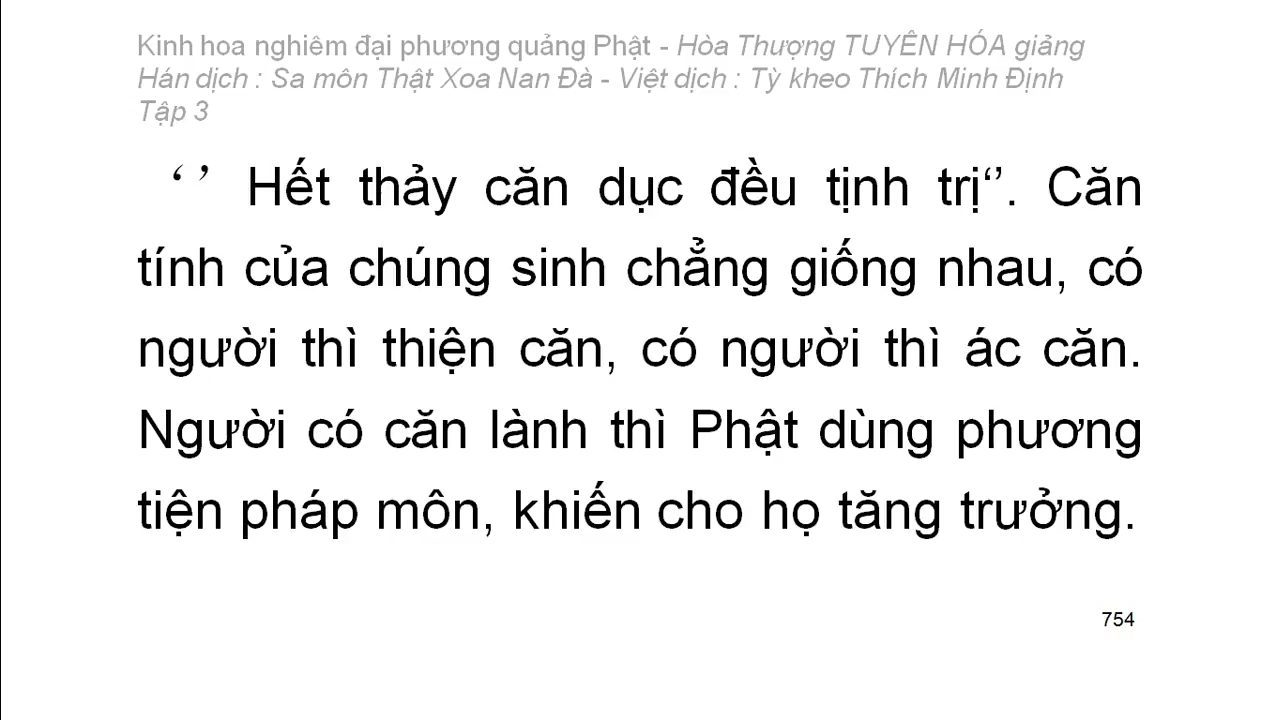 Kinh hoa nghiêm đại phương quảng Phật - Hòa Thượng TUYÊN HÓA giảng
Hán dịch : Sa môn Thật Xoa Nan Đà - Việt dịch : Tỳ kheo Thích Minh Định
Tập 3
‘’ Hết thảy căn dục đều tịnh trị‘’. Căn
tính của chúng sinh chẳng giống nhau, có
người thì thiện căn, có người thì ác căn.
Người có căn lành thì Phật dùng phương
tiện pháp môn, khiến cho họ tăng trưởng.
754